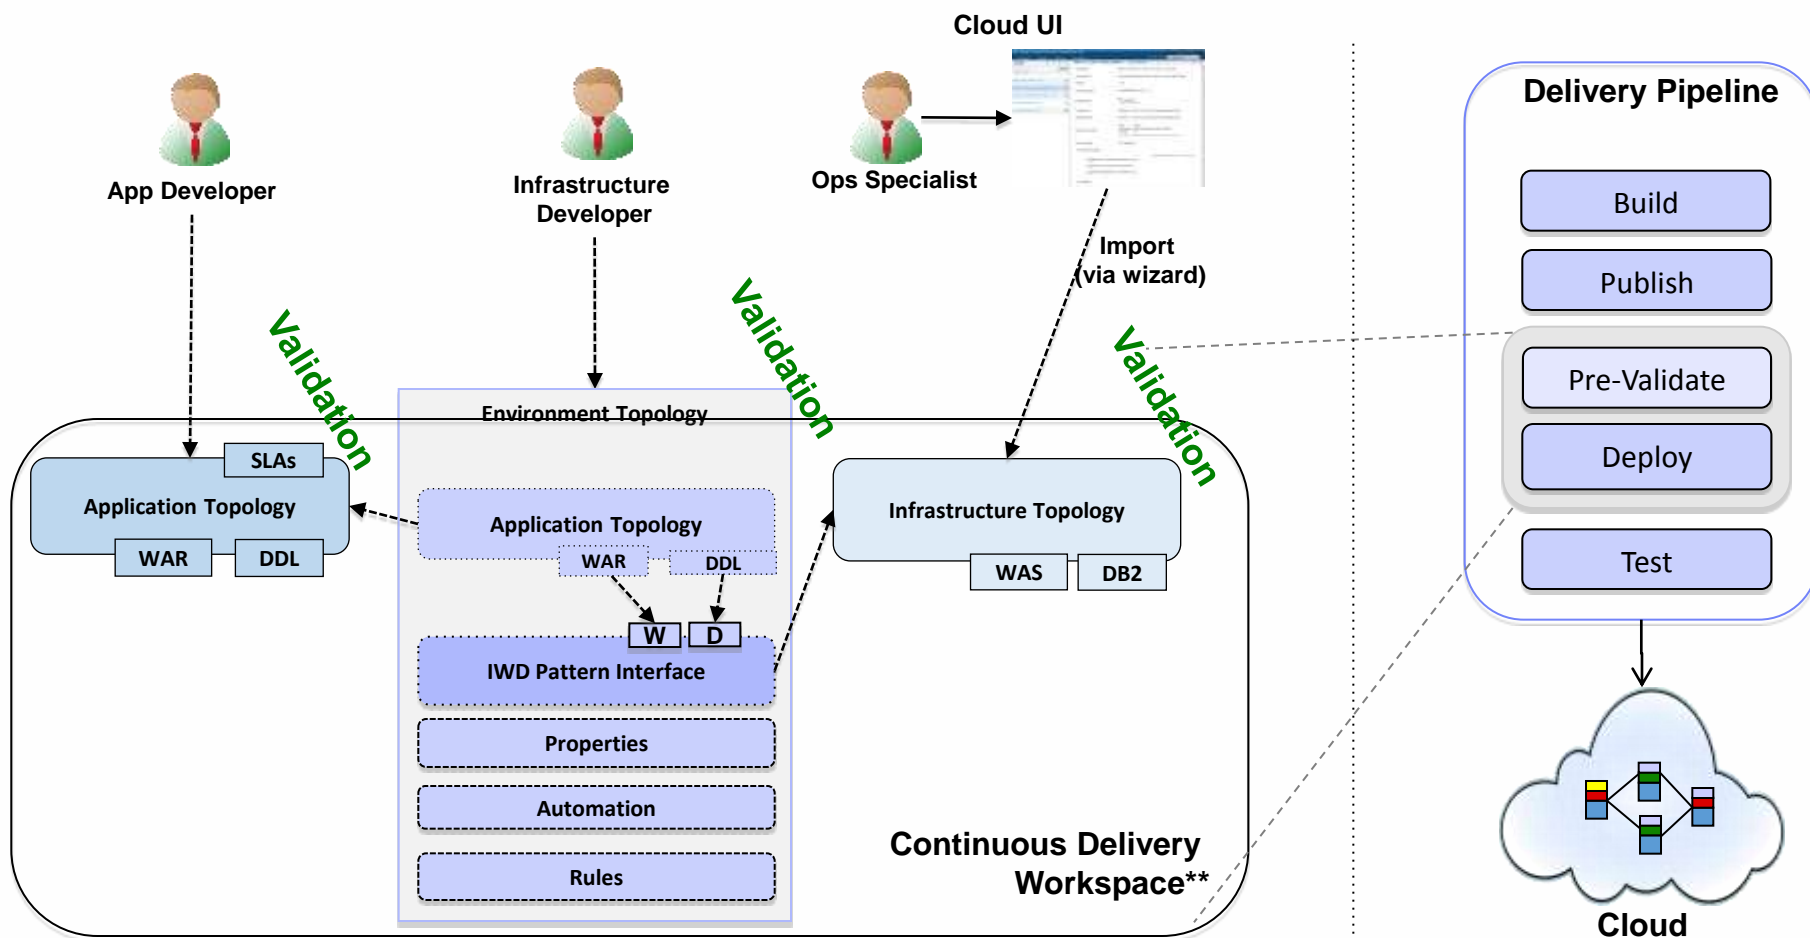 Cloud UI
App Developer
Infrastructure
Developer
Ops Specialist
Import
(via wizard)
Validation
Validation
Validation
Environment Topology
SLAs
Application Topology
WAR
DDL
Application Topology
WAR
DDL
W
D
IWD Pattern Interface
Properties
Automation
Rules
Infrastructure Topology
WAS
DB2
Continuous Delivery
Workspace**
Delivery Pipeline
Build
Publish
Pre-Validate
Deploy
Test
Cloud